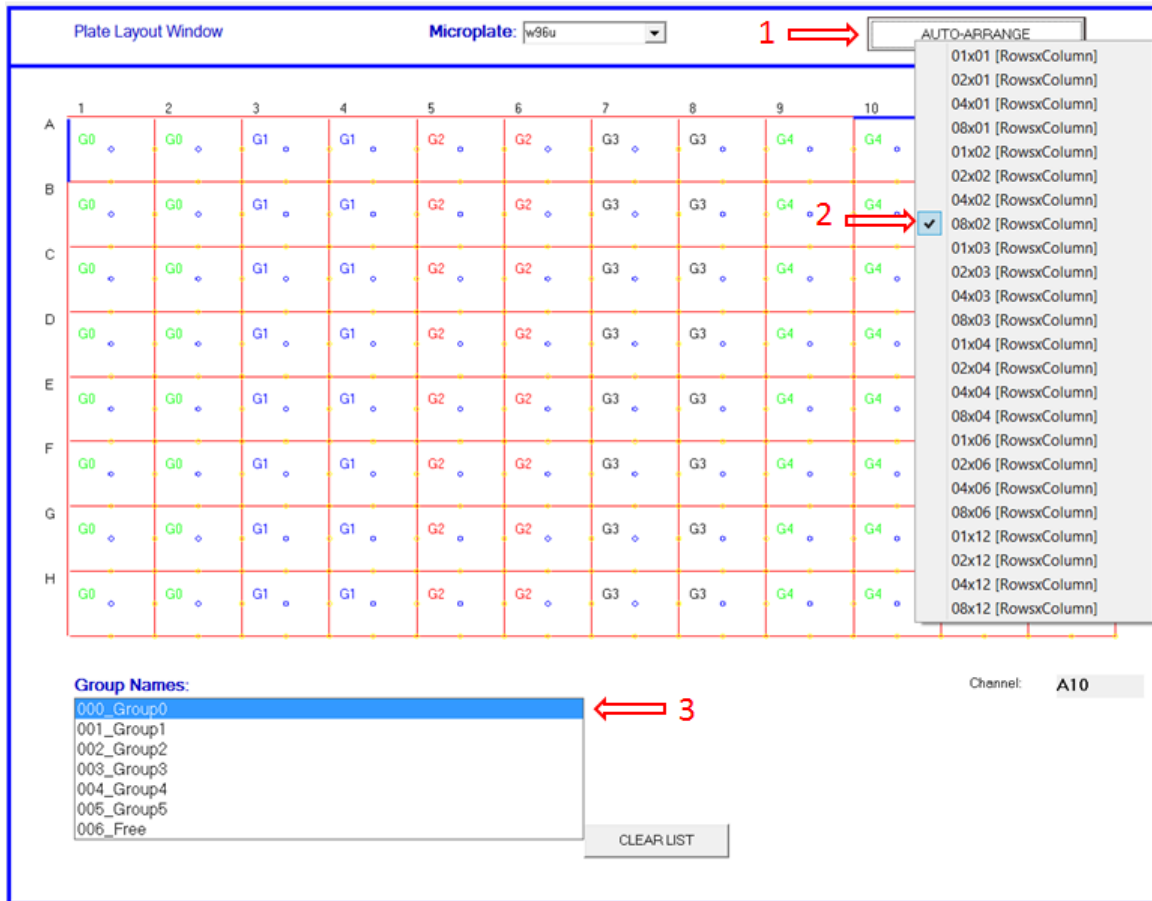 Plate Layout Window Microplate: w96u 1 AUTO-ARRANGE
01x01 [RowsxColumn]
02x01 [RowsxColumn]
04x01 [RowsxColumn]
08x01 [RowsxColumn]
01x02 [RowsxColumn]
02x02 [RowsxColumn]
04x02 [RowsxColumn]
2 08x02 [RowsxColumn]
01x03 [RowsxColumn]
02x03 [RowsxColumn]
04x03 [RowsxColumn]
08x03 [RowsxColumn]
01x04 [RowsxColumn]
02x04 [RowsxColumn]
04x04 [RowsxColumn]
08x04 [RowsxColumn]
01x06 [RowsxColumn]
02x06 [RowsxColumn]
04x06 [RowsxColumn]
08x06 [RowsxColumn]
01x12 [RowsxColumn]
02x12 [RowsxColumn]
04x12 [RowsxColumn]
08x12 [RowsxColumn]
1 2 3 4 5 6 7 8 9 10
A G0 G0 G1 G1 G2 G2 G3 G3 G4 G4
B G0 G0 G1 G1 G2 G2 G3 G3 G4 G4
C G0 G0 G1 G1 G2 G2 G3 G3 G4 G4
D G0 G0 G1 G1 G2 G2 G3 G3 G4 G4
E G0 G0 G1 G1 G2 G2 G3 G3 G4 G4
F G0 G0 G1 G1 G2 G2 G3 G3 G4 G4
G G0 G0 G1 G1 G2 G2 G3 G3 G4 G4
H G0 G0 G1 G1 G2 G2 G3 G3 G4 G4
Group Names: Channel: A10
000_Group0 3
001_Group1
002_Group2
003_Group3
004_Group4
005_Group5
006_Free
CLEAR LIST